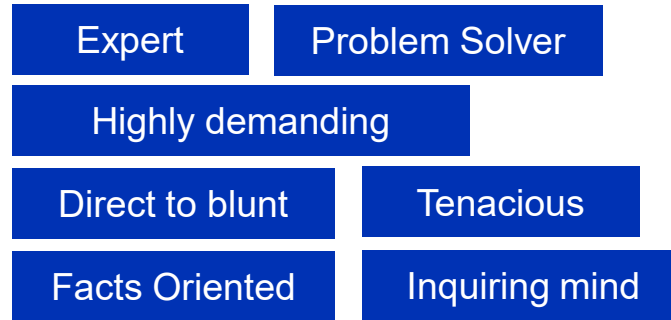 Expert
Problem Solver
Highly demanding
Direct to blunt
Tenacious
Facts Oriented
Inquiring mind